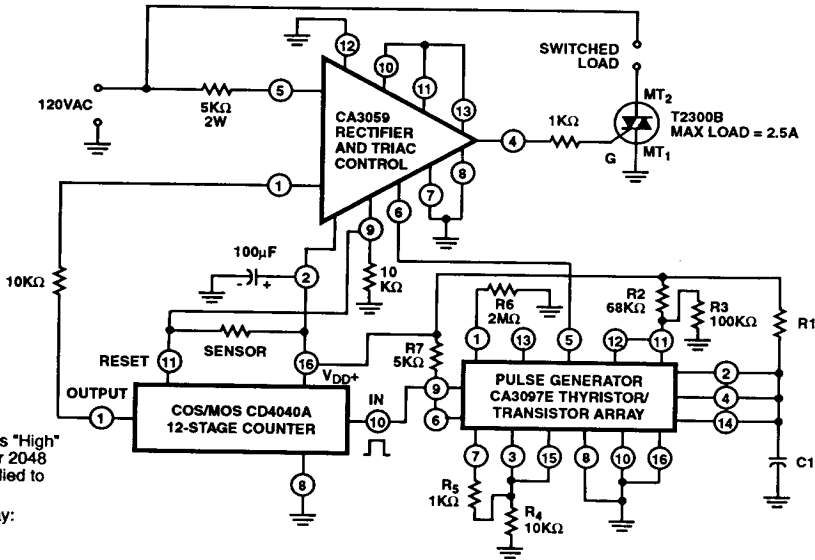 120VAC
5KΩ
2W
5
12
10
11
13
CA3059
RECTIFIER
AND TRIAC
CONTROL
4
1KΩ
SWITCHED
LOAD
MT2
T2300B
MAX LOAD = 2.5A
G
MT1
1
6
7
8
9
10KΩ
100µF
- +
2
10
KΩ
SENSOR
RESET
11
16
VDD+
OUTPUT
1
COS/MOS CD4040A
12-STAGE COUNTER
IN
10
8
R7
5KΩ
R6
2MΩ
1
13
5
R2
68KΩ
R3
100KΩ
R1
12
11
9
6
PULSE GENERATOR
CA3097E THYRISTOR/
TRANSISTOR ARRAY
2
4
14
7
3
15
8
10
16
R5
1KΩ
R4
10KΩ
C1
s "High"
r 2048
lied to
ay: